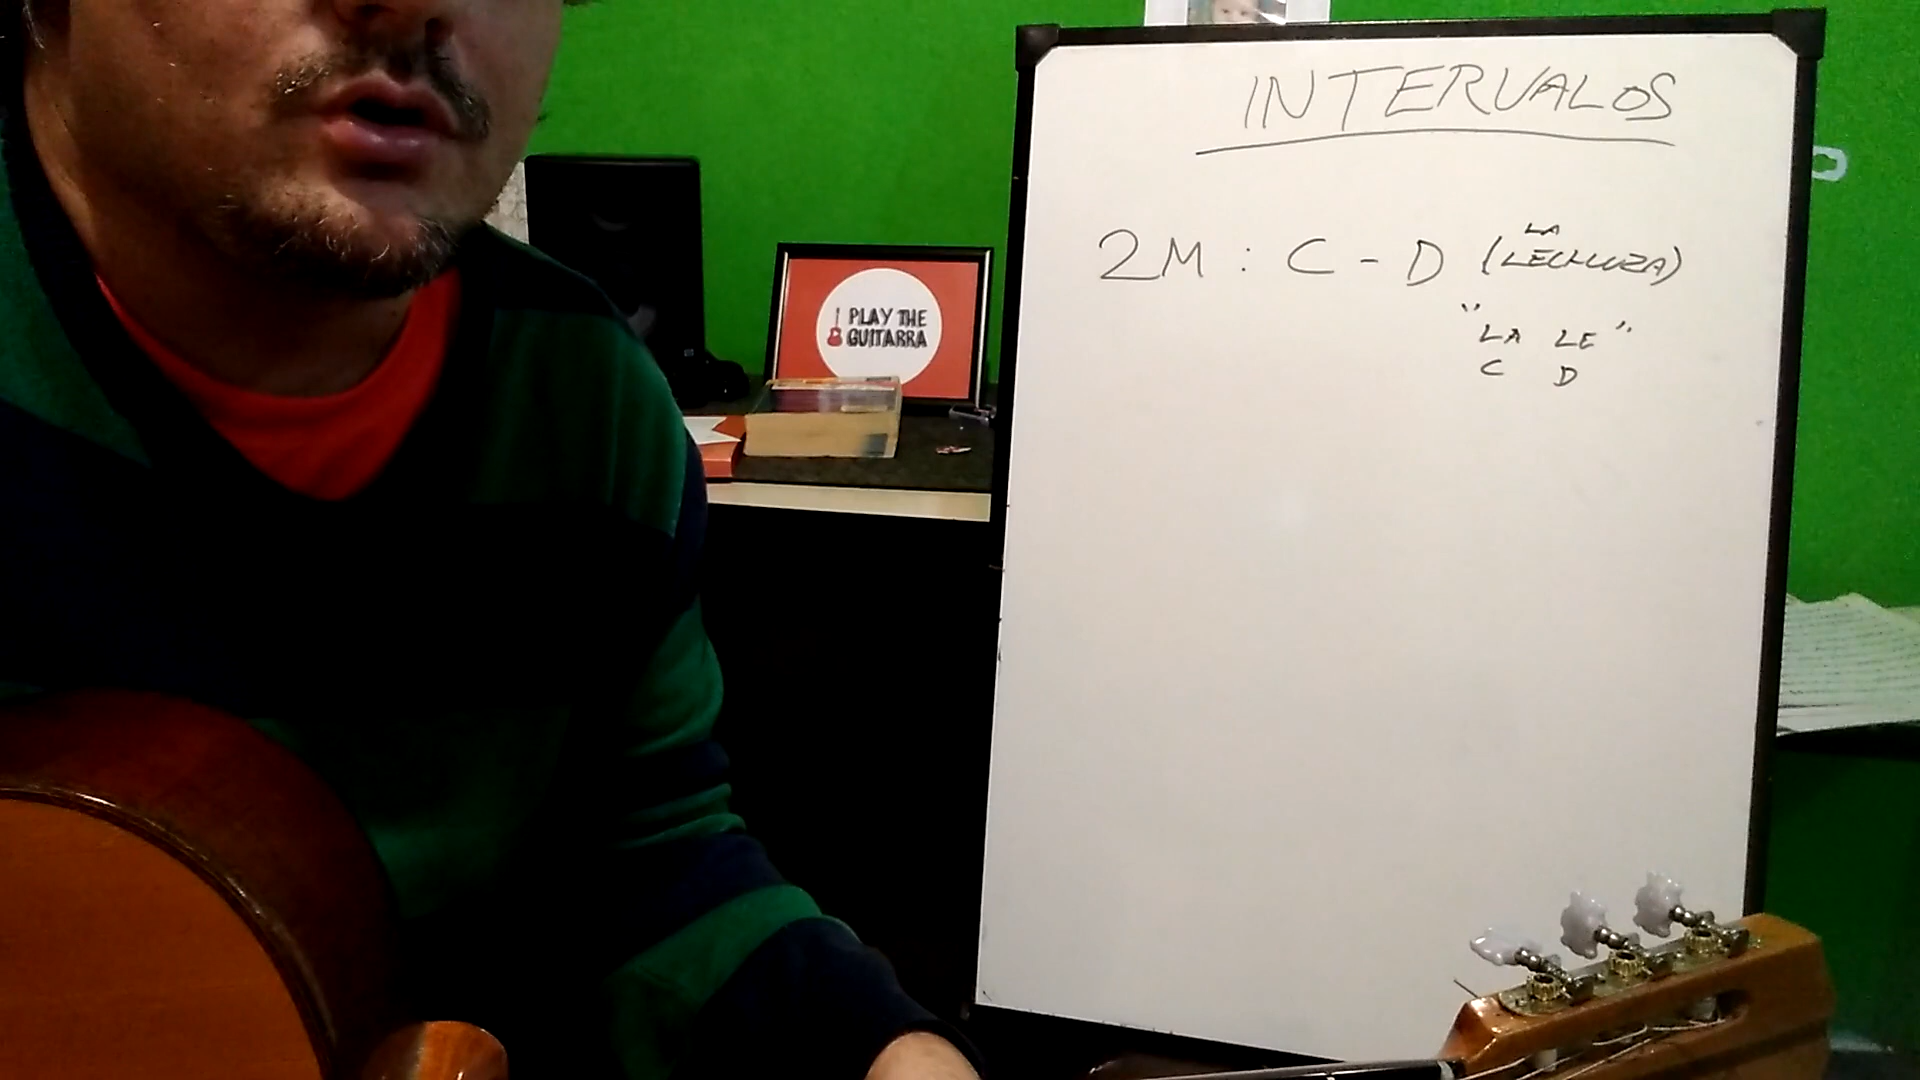 INTERVALOS
2M : C - D (LA LECHUZA)
"LA LE"
C D
PLAY THE
GUITARRA